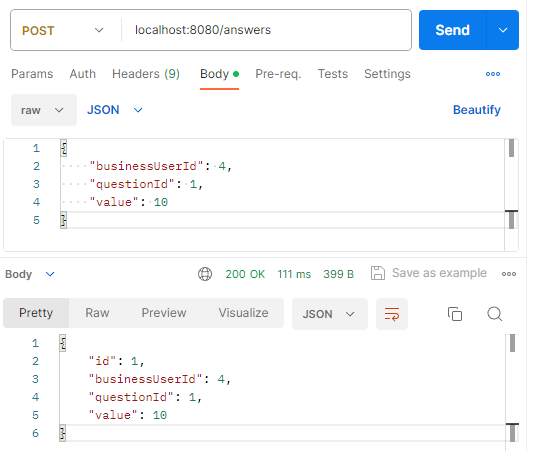 POST localhost:8080/answers Send
Params Auth Headers (9) Body Pre-req. Tests Settings
raw JSON Beautify
1 {
2 "businessUserId": 4,
3 "questionId": 1,
4 "value": 10
5 }
Body 200 OK 111 ms 399 B Save as example
Pretty Raw Preview Visualize JSON
1 {
2 "id": 1,
3 "businessUserId": 4,
4 "questionId": 1,
5 "value": 10
6 }